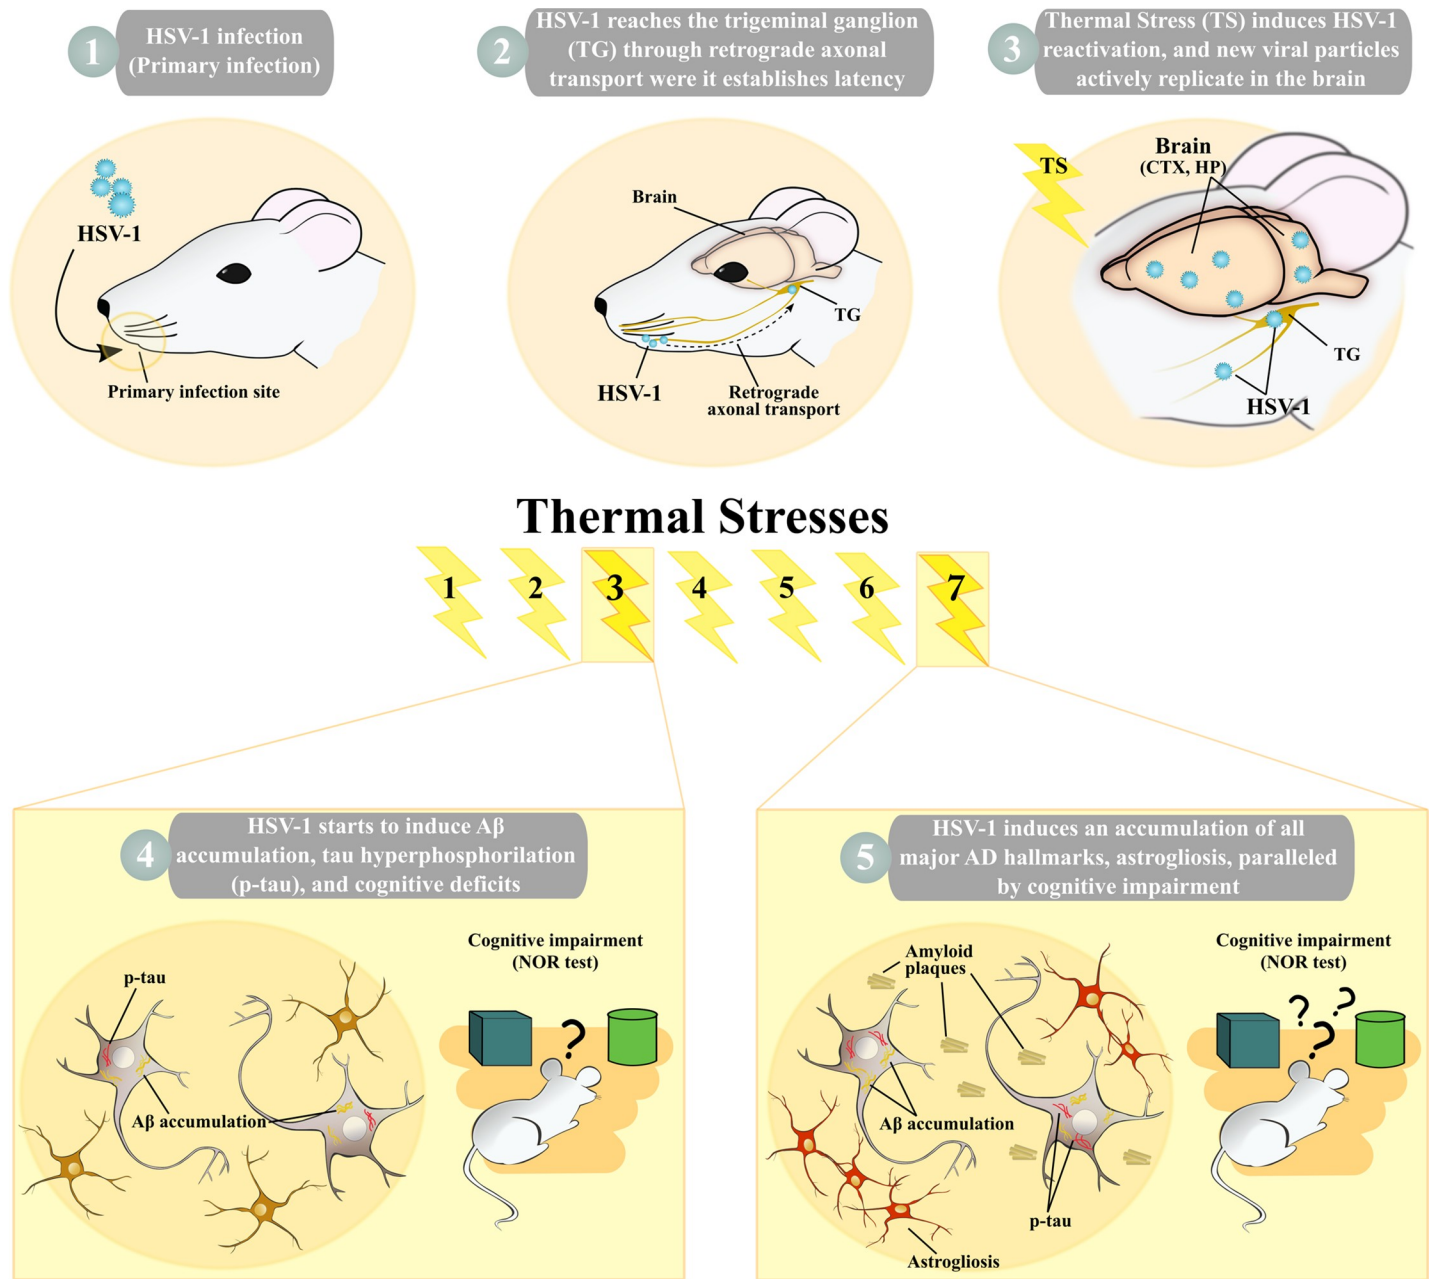 1
HSV-1 infection
(Primary infection)
2
HSV-1 reaches the trigeminal ganglion
(TG) through retrograde axonal
transport were it establishes latency
3
Thermal Stress (TS) induces HSV-1
reactivation, and new viral particles
actively replicate in the brain
HSV-1
Primary infection site
Brain
TG
HSV-1
Retrograde
axonal transport
TS
Brain
(CTX, HP)
TG
HSV-1
Thermal Stresses
1
2
3
4
5
6
7
4
HSV-1 starts to induce Aβ
accumulation, tau hyperphosphorilation
(p-tau), and cognitive deficits
p-tau
Aβ accumulation
Cognitive impairment
(NOR test)
?
5
HSV-1 induces an accumulation of all
major AD hallmarks, astrogliosis, paralleled
by cognitive impairment
Amyloid
plaques
Aβ accumulation
p-tau
Astrogliosis
Cognitive impairment
(NOR test)
? ? ?